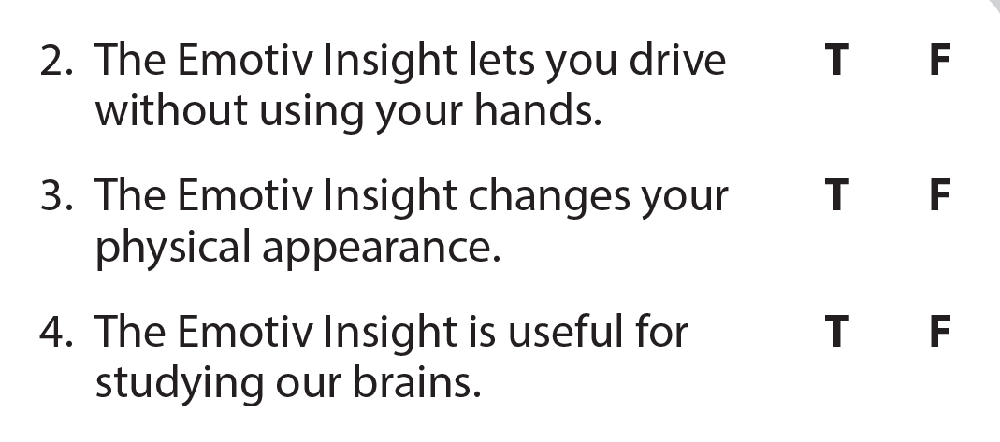 2. The Emotiv Insight lets you drive T F
without using your hands.
3. The Emotiv Insight changes your T F
physical appearance.
4. The Emotiv Insight is useful for T F
studying our brains.